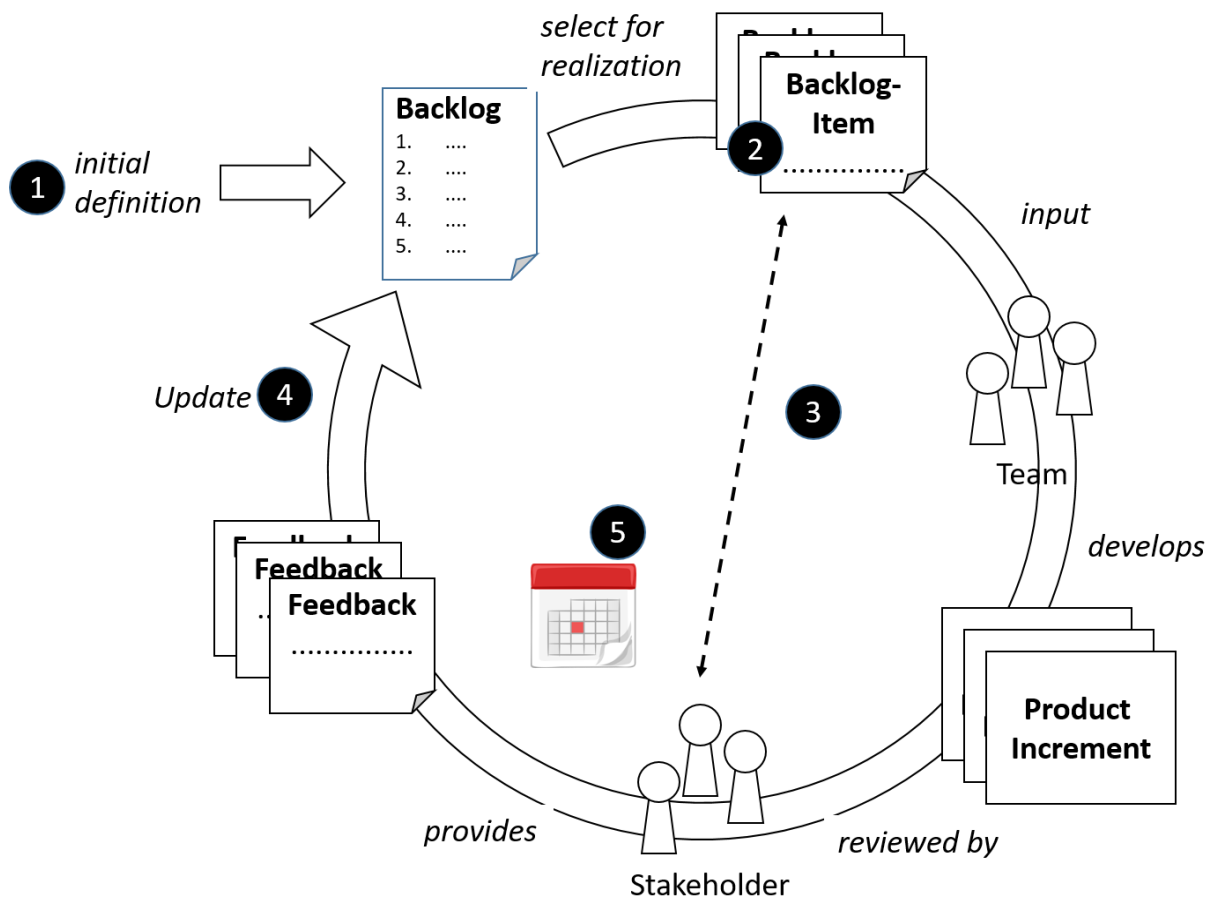 select for
realization
Backlog-
Item
...............
2
Backlog
1. ....
2. ....
3. ....
4. ....
5. ....
1
initial
definition
input
Team
3
Update
4
5
develops
Feedback
Feedback
..............
Product
Increment
provides
reviewed by
Stakeholder